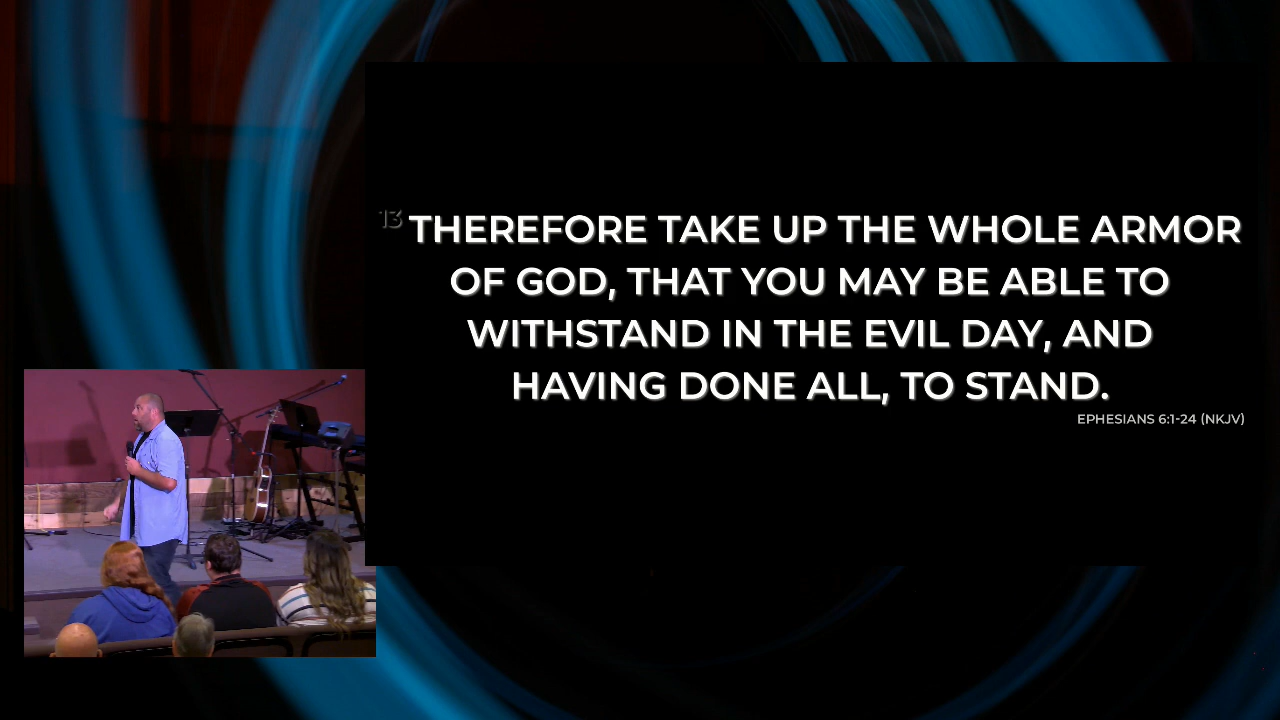 13 THEREFORE TAKE UP THE WHOLE ARMOR
OF GOD, THAT YOU MAY BE ABLE TO
WITHSTAND IN THE EVIL DAY, AND
HAVING DONE ALL, TO STAND.
EPHESIANS 6:1-24 (NKJV)